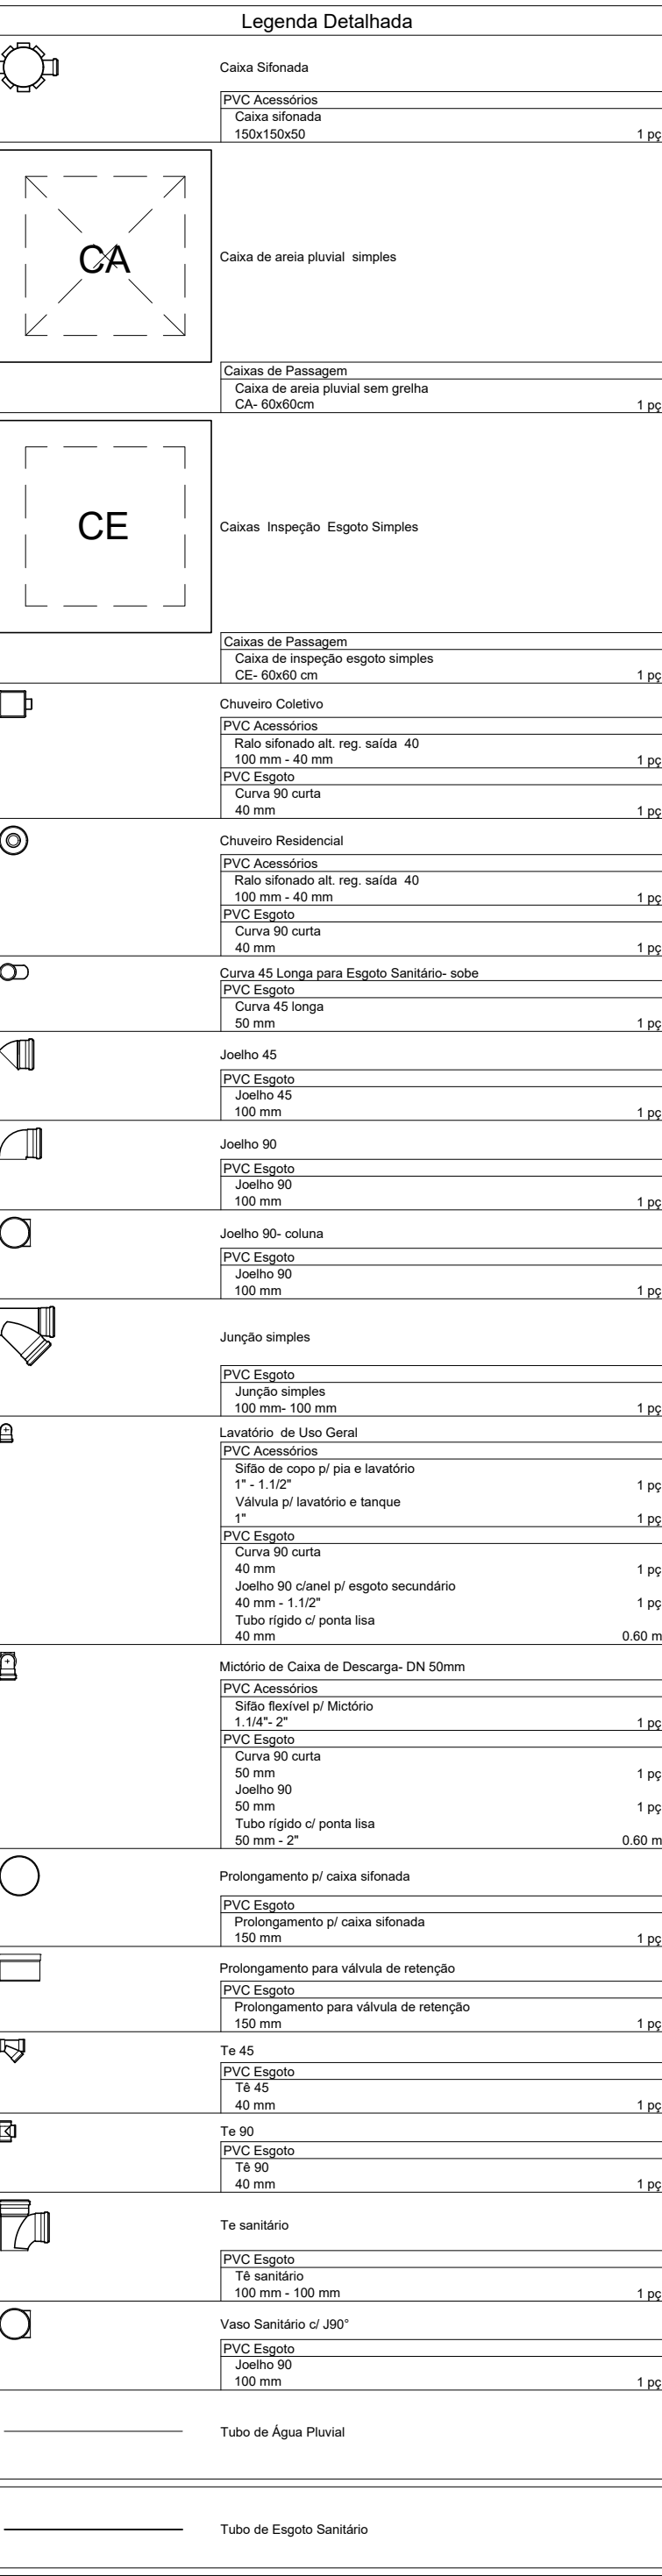 Legenda Detalhada
Caixa Sifonada
PVC Acessórios
Caixa sifonada
150x150x50 1 pç
CA
Caixa de areia pluvial simples
Caixas de Passagem
Caixa de areia pluvial sem grelha
CA- 60x60cm 1 pç
CE
Caixas Inspeção Esgoto Simples
Caixas de Passagem
Caixa de inspeção esgoto simples
CE- 60x60 cm 1 pç
Chuveiro Coletivo
PVC Acessórios
Ralo sifonado alt. reg. saída 40
100 mm - 40 mm 1 pç
PVC Esgoto
Curva 90 curta
40 mm 1 pç
Chuveiro Residencial
PVC Acessórios
Ralo sifonado alt. reg. saída 40
100 mm - 40 mm 1 pç
PVC Esgoto
Curva 90 curta
40 mm 1 pç
Curva 45 Longa para Esgoto Sanitário- sobe
PVC Esgoto
Curva 45 longa
50 mm 1 pç
Joelho 45
PVC Esgoto
Joelho 45
100 mm 1 pç
Joelho 90
PVC Esgoto
Joelho 90
100 mm 1 pç
Joelho 90- coluna
PVC Esgoto
Joelho 90
100 mm 1 pç
Junção simples
PVC Esgoto
Junção simples
100 mm- 100 mm 1 pç
Lavatório de Uso Geral
PVC Acessórios
Sifão de copo p/ pia e lavatório
1" - 1.1/2" 1 pç
Válvula p/ lavatório e tanque
1" 1 pç
PVC Esgoto
Curva 90 curta
40 mm 1 pç
Joelho 90 c/anel p/ esgoto secundário
40 mm - 1.1/2" 1 pç
Tubo rígido c/ ponta lisa
40 mm 0.60 m
Mictório de Caixa de Descarga- DN 50mm
PVC Acessórios
Sifão flexível p/ Mictório
1.1/4"- 2" 1 pç
PVC Esgoto
Curva 90 curta
50 mm 1 pç
Joelho 90
50 mm 1 pç
Tubo rígido c/ ponta lisa
50 mm - 2" 0.60 m
Prolongamento p/ caixa sifonada
PVC Esgoto
Prolongamento p/ caixa sifonada
150 mm 1 pç
Prolongamento para válvula de retenção
PVC Esgoto
Prolongamento para válvula de retenção
150 mm 1 pç
Te 45
PVC Esgoto
Tê 45
40 mm 1 pç
Te 90
PVC Esgoto
Tê 90
40 mm 1 pç
Te sanitário
PVC Esgoto
Tê sanitário
100 mm - 100 mm 1 pç
Vaso Sanitário c/ J90°
PVC Esgoto
Joelho 90
100 mm 1 pç
Tubo de Água Pluvial
Tubo de Esgoto Sanitário